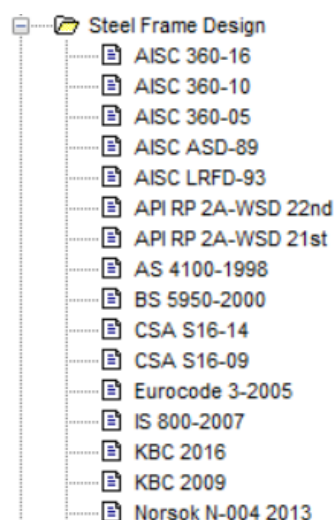 Steel Frame Design
AISC 360-16
AISC 360-10
AISC 360-05
AISC ASD-89
AISC LRFD-93
API RP 2A-WSD 22nd
API RP 2A-WSD 21st
AS 4100-1998
BS 5950-2000
CSA S16-14
CSA S16-09
Eurocode 3-2005
IS 800-2007
KBC 2016
KBC 2009
Norsok N-004 2013